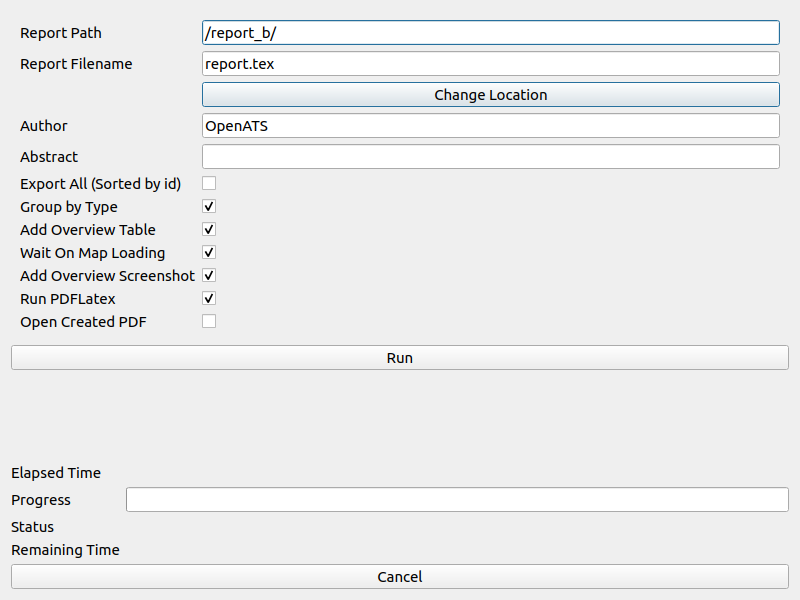 Report Path /report_b/
Report Filename report.tex
Change Location
Author OpenATS
Abstract
Export All (Sorted by id)
Group by Type
Add Overview Table
Wait On Map Loading
Add Overview Screenshot
Run PDFLatex
Open Created PDF
Run
Elapsed Time
Progress
Status
Remaining Time
Cancel